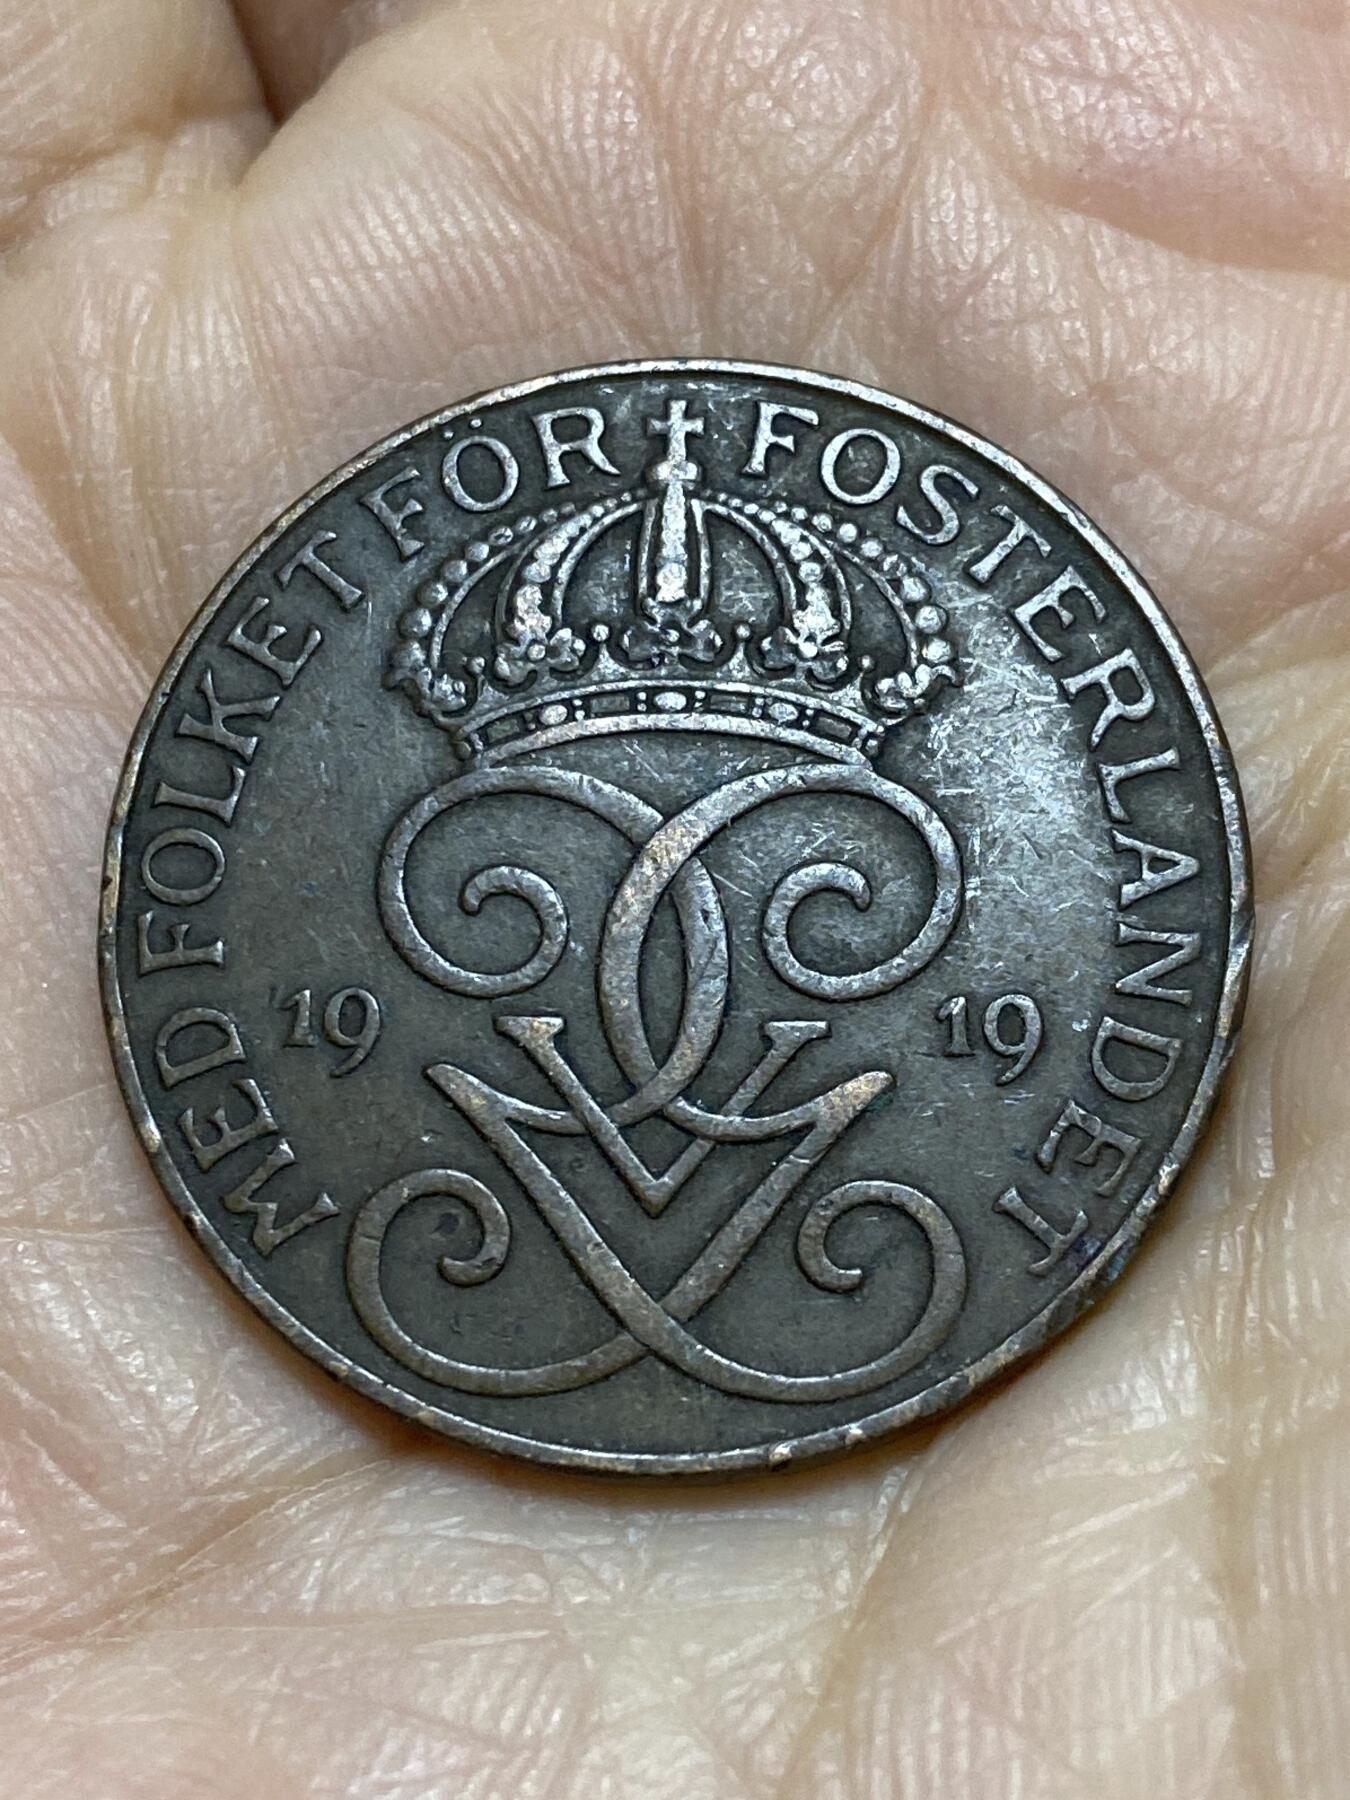 MED FOLKET FÖR FOSTERLANDET
19 19
V